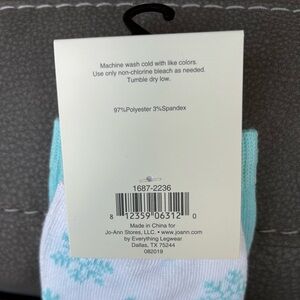 Machine wash cold with like colors.
Use only non-chlorine bleach as needed.
Tumble dry low.
97%Polyester 3%Spandex
1687-2236
8 12359 06312 0
Made in China for
Jo-Ann Stores, LLC. • www.joann.com
by Everything Legwear
Dallas, TX 75244
082019